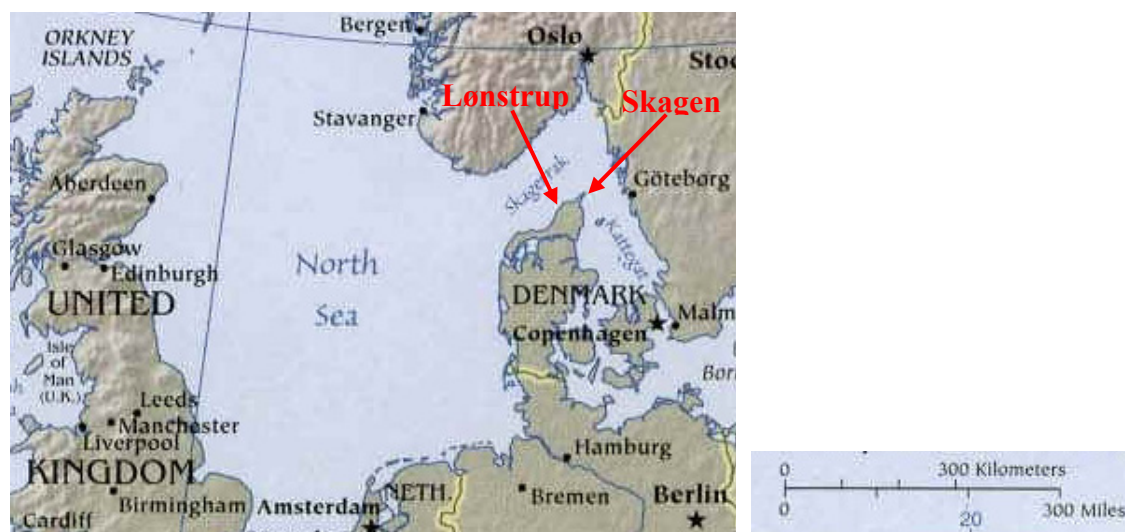 Bergen
ORKNEY
ISLANDS
Oslo
Stoc
Lønstrup
Skagen
Stavanger
Skagerrak
Aberdeen
Göteborg
Kattegat
Glasgow
Edinburgh
North
Sea
UNITED
DENMARK
Copenhagen
Malm
Isle
of
Man
(U.K.)
Born
Leeds
Manchester
Liverpool
KINGDOM
Hamburg
NETH.
Bremen
Berlin
Birmingham
Amsterdam
Cardiff
0 300 Kilometers
0 300 Miles
20